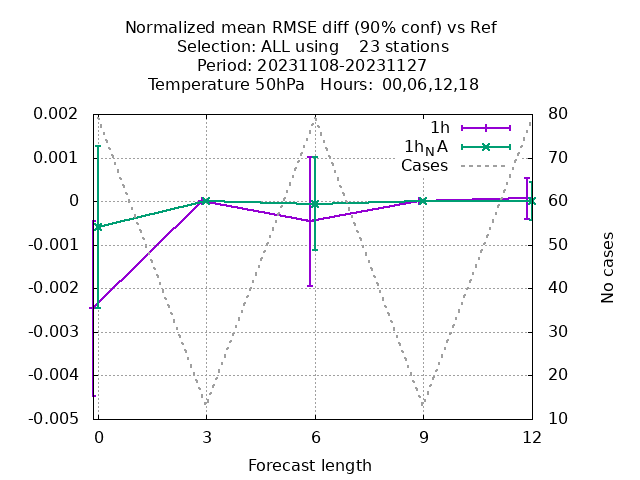 Normalized mean RMSE diff (90% conf) vs Ref
Selection: ALL using    23 stations
Period: 20231108-20231127
Temperature 50hPa   Hours:  00,06,12,18
0.002
0.001
0
-0.001
-0.002
-0.003
-0.004
-0.005
80
70
60
50
40
30
20
10
1h
1h_NA
Cases
No cases
0
3
6
9
12
Forecast length